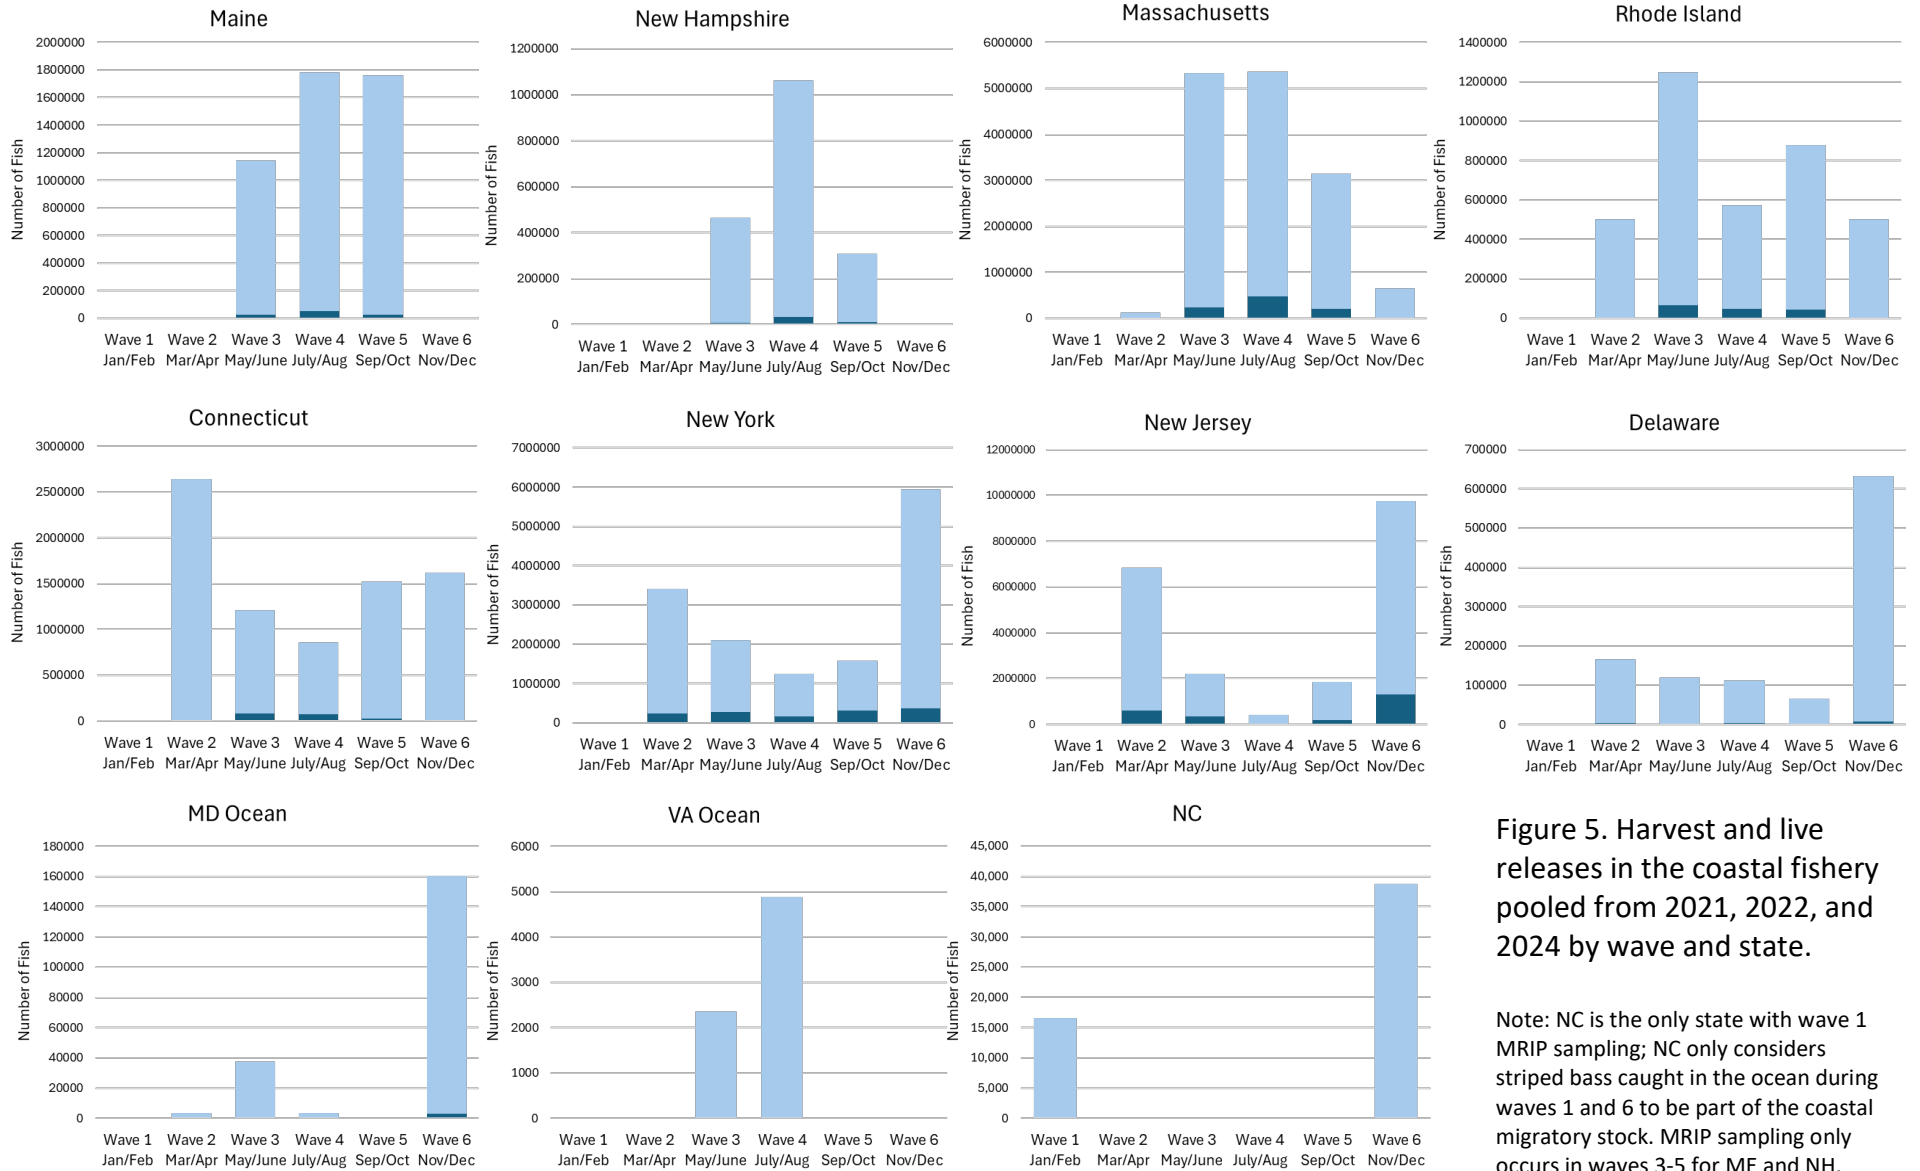 Maine
Number of Fish
2000000
1800000
1600000
1400000
1200000
1000000
800000
600000
400000
200000
0
Wave 1 Wave 2 Wave 3 Wave 4 Wave 5 Wave 6
Jan/Feb Mar/Apr May/June July/Aug Sep/Oct Nov/Dec
New Hampshire
Number of Fish
1200000
1000000
800000
600000
400000
200000
0
Wave 1 Wave 2 Wave 3 Wave 4 Wave 5 Wave 6
Jan/Feb Mar/Apr May/June July/Aug Sep/Oct Nov/Dec
Massachusetts
Number of Fish
6000000
5000000
4000000
3000000
2000000
1000000
0
Wave 1 Wave 2 Wave 3 Wave 4 Wave 5 Wave 6
Jan/Feb Mar/Apr May/June July/Aug Sep/Oct Nov/Dec
Rhode Island
Number of Fish
1400000
1200000
1000000
800000
600000
400000
200000
0
Wave 1 Wave 2 Wave 3 Wave 4 Wave 5 Wave 6
Jan/Feb Mar/Apr May/June July/Aug Sep/Oct Nov/Dec
Connecticut
Number of Fish
3000000
2500000
2000000
1500000
1000000
500000
0
Wave 1 Wave 2 Wave 3 Wave 4 Wave 5 Wave 6
Jan/Feb Mar/Apr May/June July/Aug Sep/Oct Nov/Dec
New York
Number of Fish
7000000
6000000
5000000
4000000
3000000
2000000
1000000
0
Wave 1 Wave 2 Wave 3 Wave 4 Wave 5 Wave 6
Jan/Feb Mar/Apr May/June July/Aug Sep/Oct Nov/Dec
New Jersey
Number of Fish
12000000
10000000
8000000
6000000
4000000
2000000
0
Wave 1 Wave 2 Wave 3 Wave 4 Wave 5 Wave 6
Jan/Feb Mar/Apr May/June July/Aug Sep/Oct Nov/Dec
Delaware
Number of Fish
700000
600000
500000
400000
300000
200000
100000
0
Wave 1 Wave 2 Wave 3 Wave 4 Wave 5 Wave 6
Jan/Feb Mar/Apr May/June July/Aug Sep/Oct Nov/Dec
MD Ocean
Number of Fish
180000
160000
140000
120000
100000
80000
60000
40000
20000
0
Wave 1 Wave 2 Wave 3 Wave 4 Wave 5 Wave 6
Jan/Feb Mar/Apr May/June July/Aug Sep/Oct Nov/Dec
VA Ocean
Number of Fish
6000
5000
4000
3000
2000
1000
0
Wave 1 Wave 2 Wave 3 Wave 4 Wave 5 Wave 6
Jan/Feb Mar/Apr May/June July/Aug Sep/Oct Nov/Dec
NC
Number of Fish
45,000
40,000
35,000
30,000
25,000
20,000
15,000
10,000
5,000
0
Wave 1 Wave 2 Wave 3 Wave 4 Wave 5 Wave 6
Jan/Feb Mar/Apr May/June July/Aug Sep/Oct Nov/Dec
Figure 5. Harvest and live
releases in the coastal fishery
pooled from 2021, 2022, and
2024 by wave and state.
Note: NC is the only state with wave 1
MRIP sampling; NC only considers
striped bass caught in the ocean during
waves 1 and 6 to be part of the coastal
migratory stock. MRIP sampling only
occurs in waves 3-5 for ME and NH.